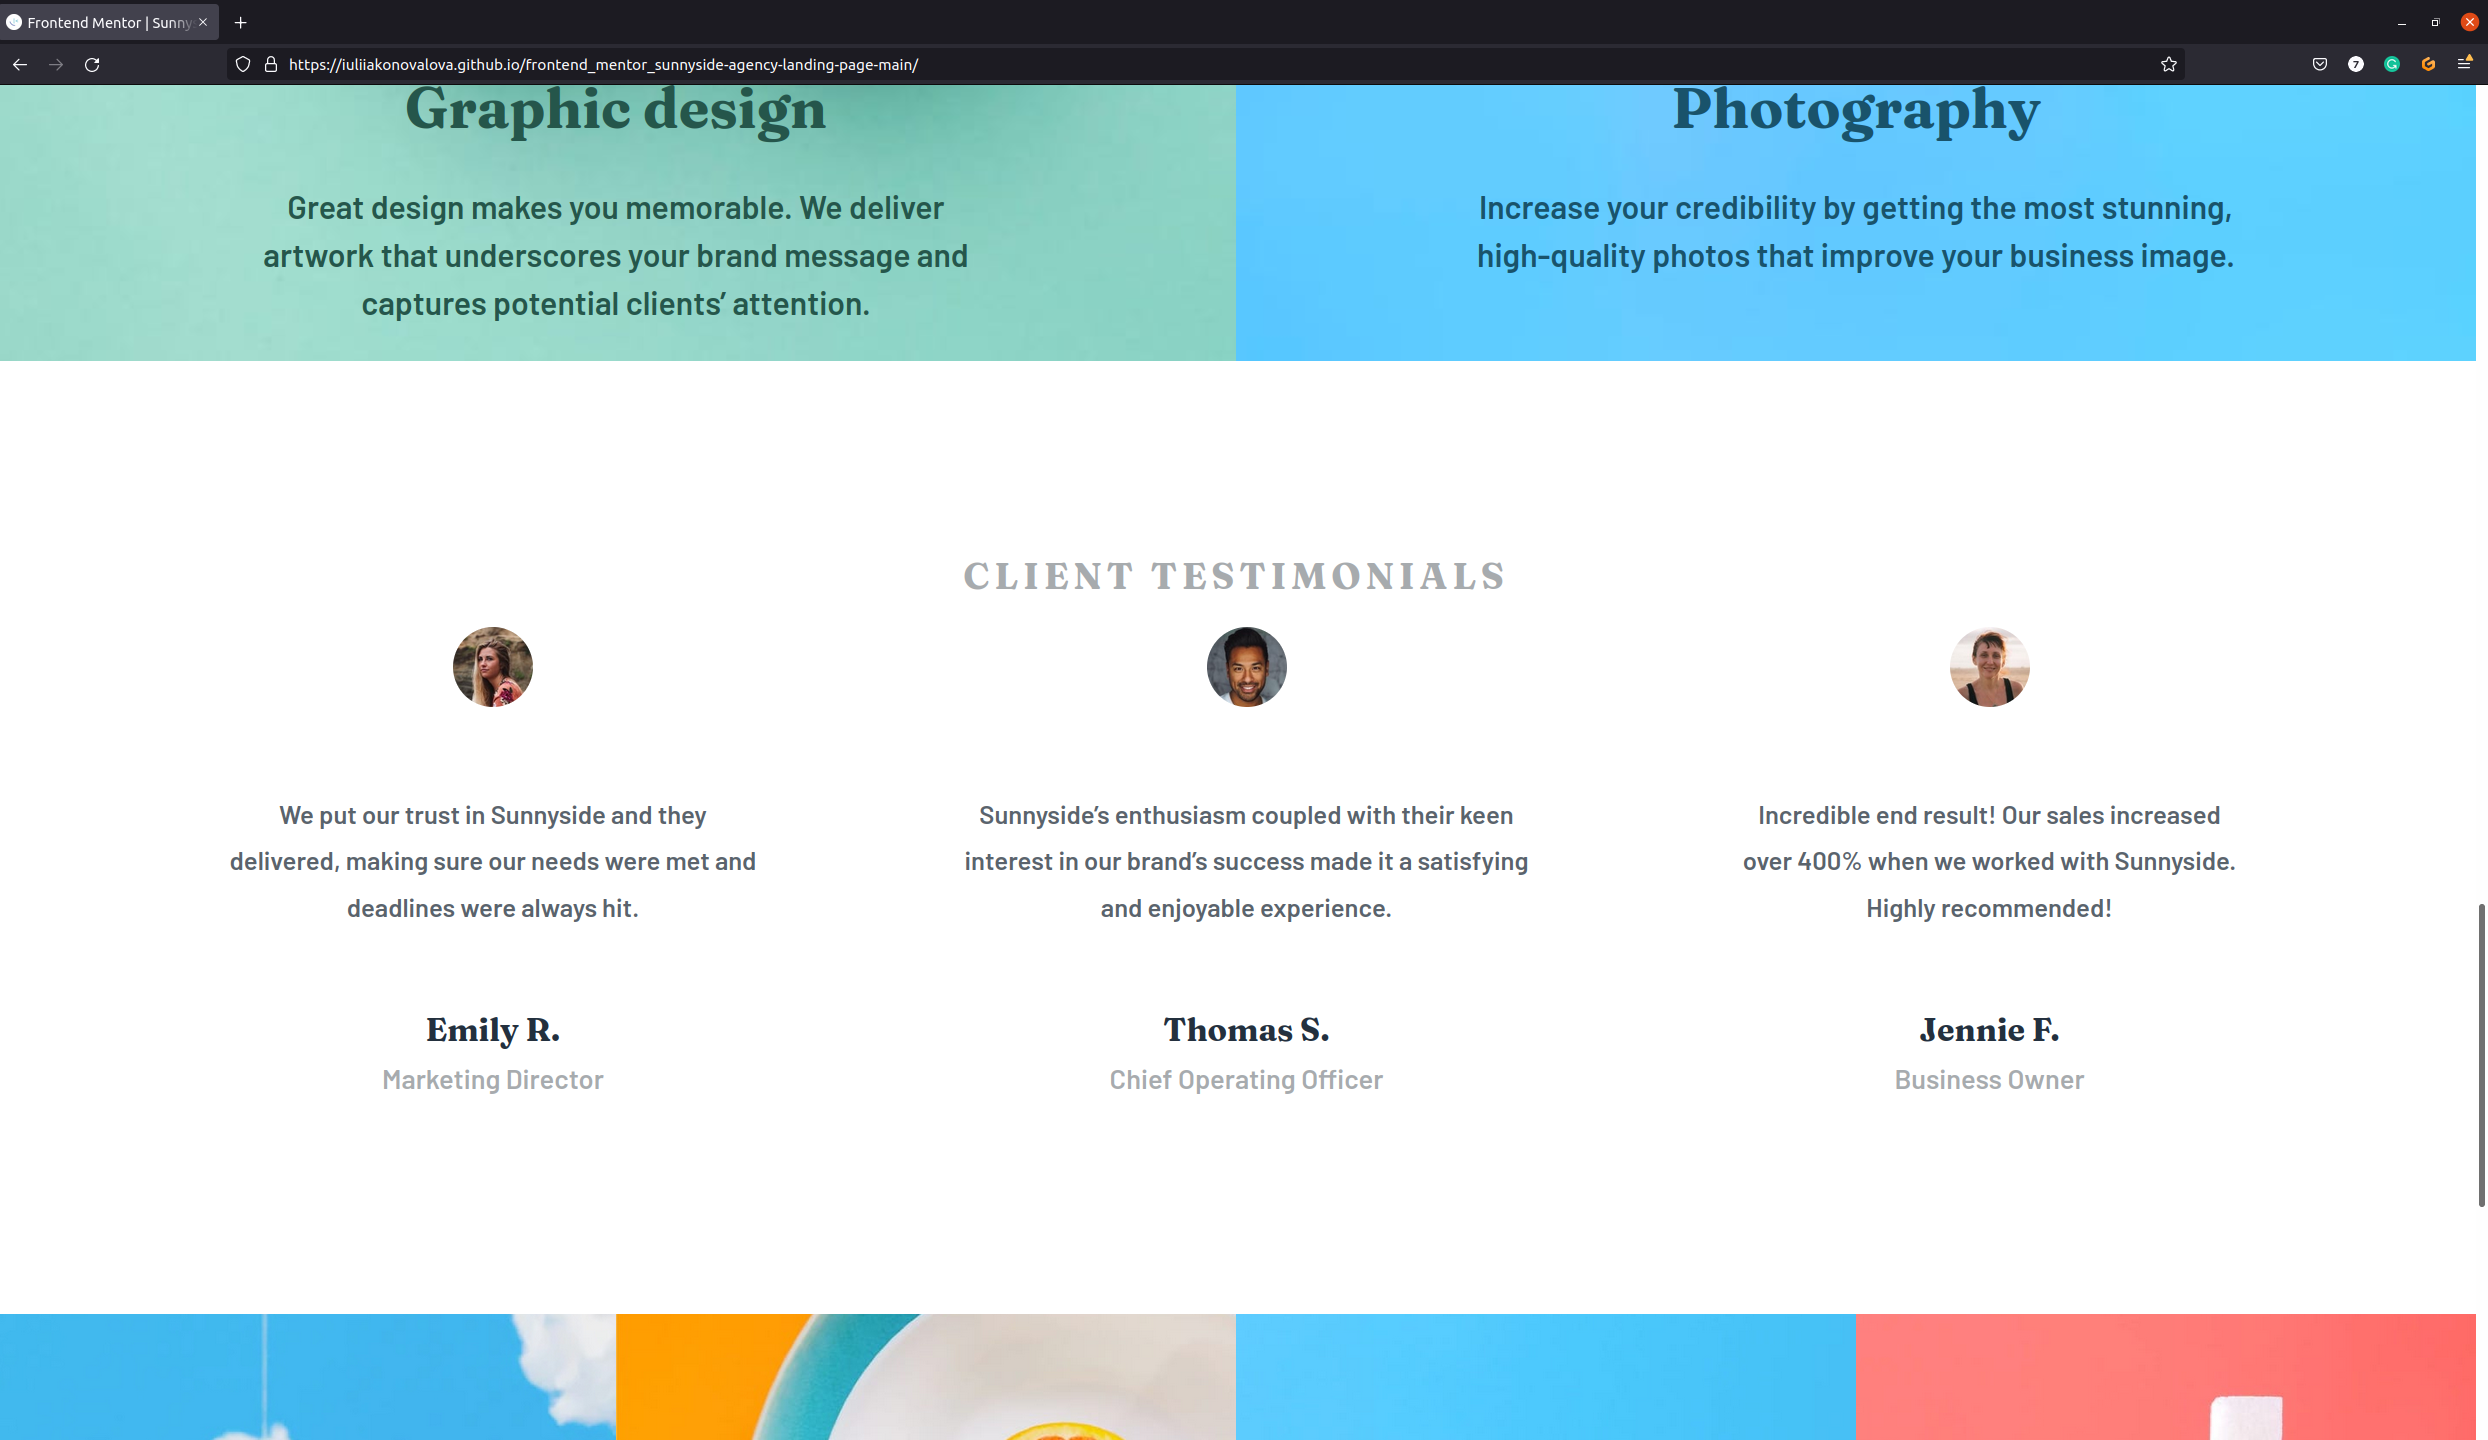 Frontend Mentor | Sunnys
https://iuliiakonovalova.github.io/frontend_mentor_sunnyside-agency-landing-page-main/
7
Graphic design
Great design makes you memorable. We deliver
artwork that underscores your brand message and
captures potential clients’ attention.
Photography
Increase your credibility by getting the most stunning,
high-quality photos that improve your business image.
CLIENT TESTIMONIALS
We put our trust in Sunnyside and they
delivered, making sure our needs were met and
deadlines were always hit.
Emily R.
Marketing Director
Sunnyside’s enthusiasm coupled with their keen
interest in our brand’s success made it a satisfying
and enjoyable experience.
Thomas S.
Chief Operating Officer
Incredible end result! Our sales increased
over 400% when we worked with Sunnyside.
Highly recommended!
Jennie F.
Business Owner